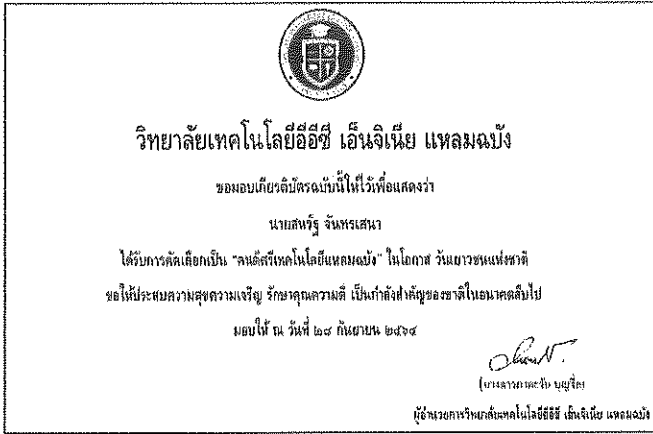 วิทยาลัยเทคโนโลยีอีอีซี เอ็นจิเนีย แหลมฉบัง
ขอมอบเกียรติบัตรฉบับนี้ให้ไว้เพื่อแสดงว่า
นายสหรัฐ จันทรเสนา
ได้รับการคัดเลือกเป็น "คนดีศรีเทคโนโลยีแหลมฉบัง" ในโอกาส วันเยาวชนแห่งชาติ
ขอให้ประสบความสุขความเจริญ รักษาคุณความดี เป็นกำลังสำคัญของชาติในอนาคตสืบไป
มอบให้ ณ วันที่ ๒๘ กันยายน ๒๕๖๔
ผู้อำนวยการวิทยาลัยเทคโนโลยีอีอีซี เอ็นจิเนีย แหลมฉบัง